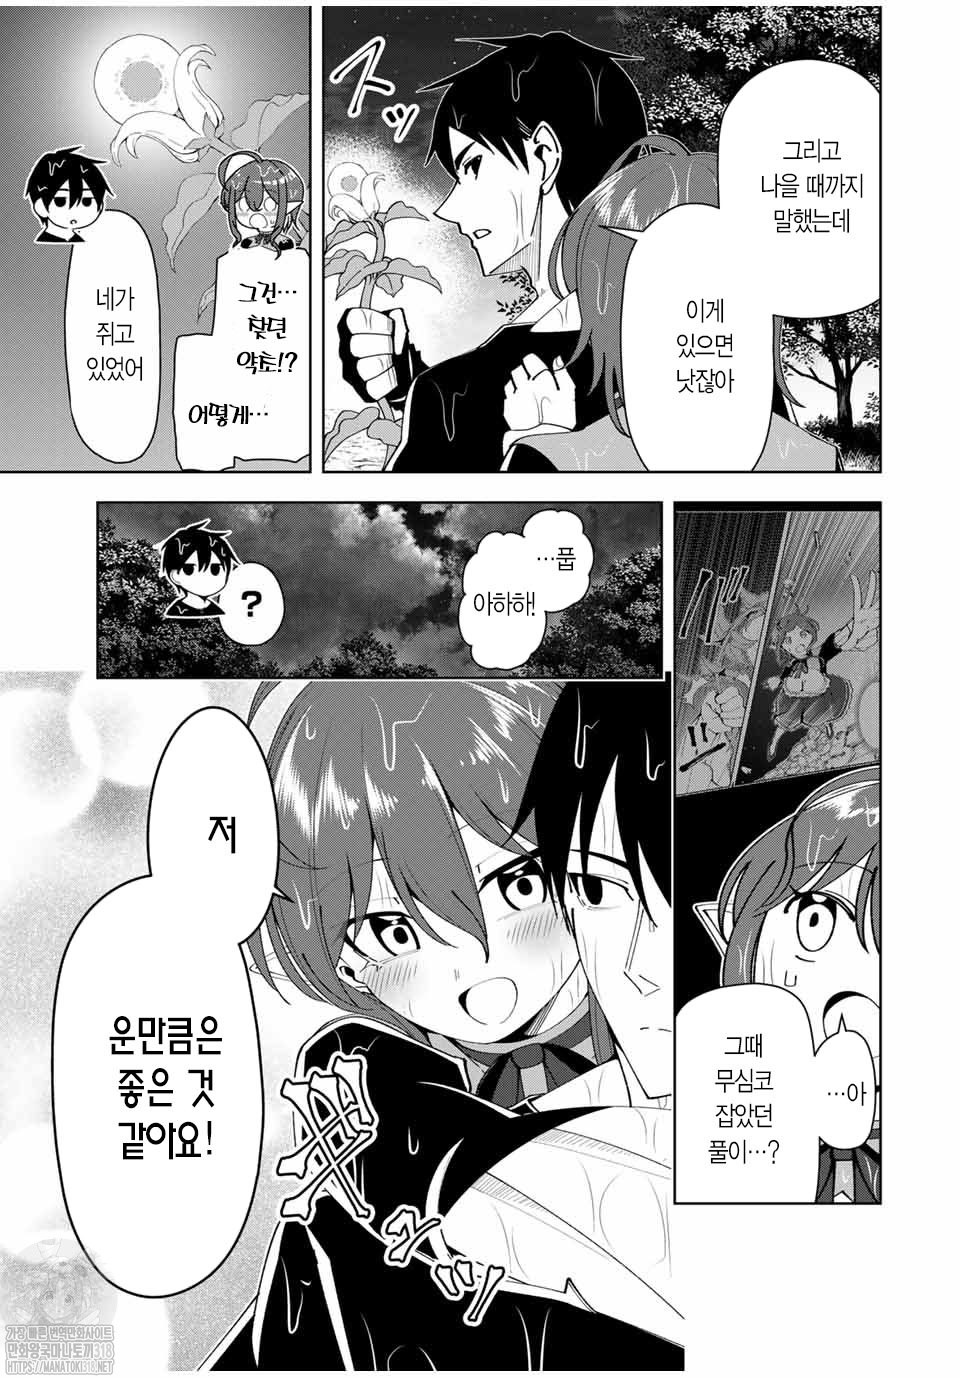 그리고
나을 때까지
말했는데
이게
있으면
낫잖아
스
ッ
그건…
찾던
약초!?
어떻게…
네가
쥐고
있었어
…아
그때
무심코
잡았던
풀이…?
…풉
아하하!
?
저
운만큼은
좋은 것
같아요!
가장 빠른 번역만화사이트
만화왕국마나토끼318
HTTPS://MANATOKI318.NET